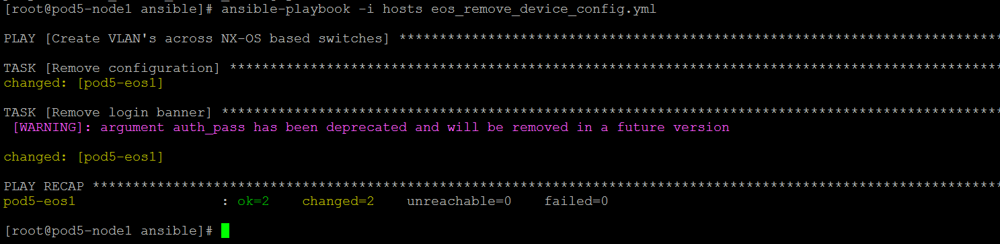 [root@pod5-node1 ansible]# ansible-playbook -i hosts eos_remove_device_config.yml
PLAY [Create VLAN's across NX-OS based switches] ***************************************************************************
TASK [Remove configuration] ************************************************************************************************
changed: [pod5-eos1]
TASK [Remove login banner] *************************************************************************************************
[WARNING]: argument auth_pass has been deprecated and will be removed in a future version
changed: [pod5-eos1]
PLAY RECAP *****************************************************************************************************************
pod5-eos1 : ok=2 changed=2 unreachable=0 failed=0
[root@pod5-node1 ansible]#